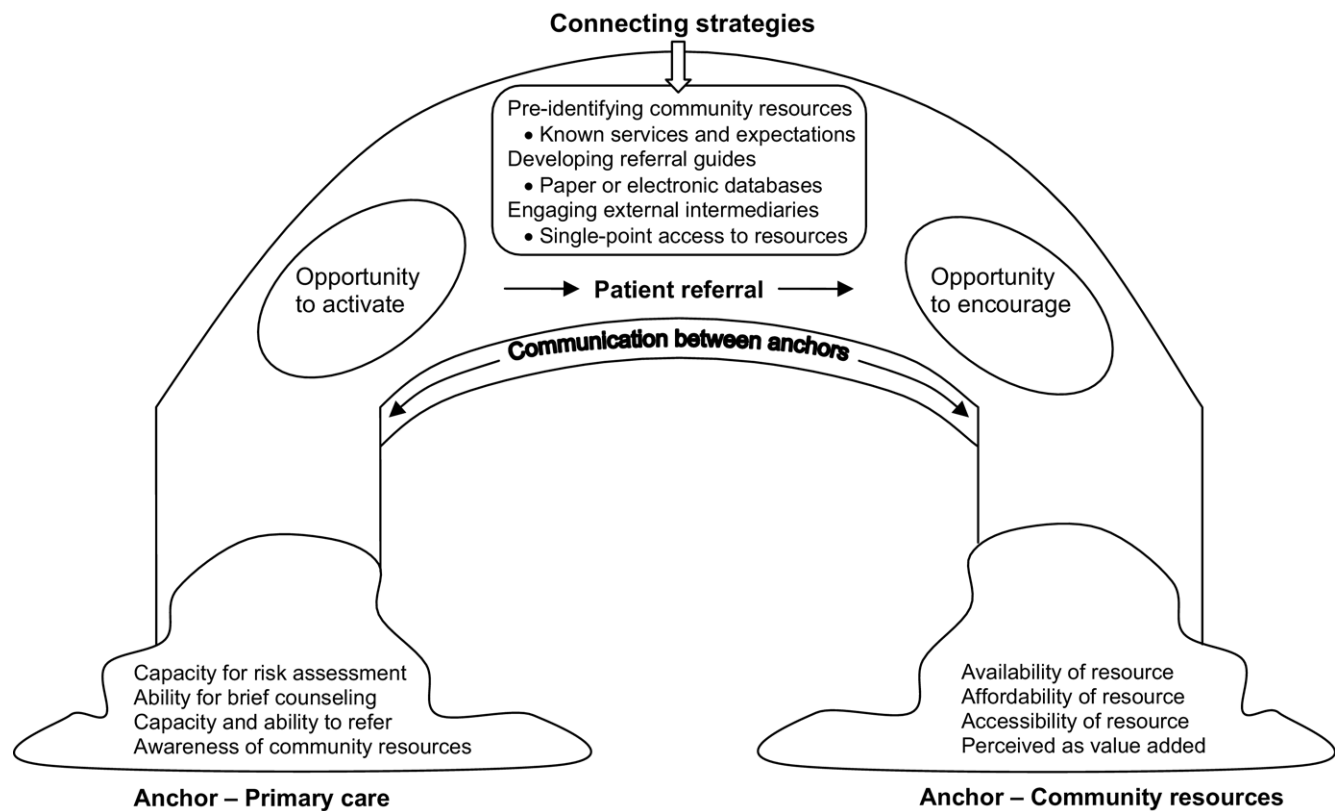 Connecting strategies
Pre-identifying community resources
• Known services and expectations
Developing referral guides
• Paper or electronic databases
Engaging external intermediaries
• Single-point access to resources
Opportunity
to activate
Patient referral
Opportunity
to encourage
Communication between anchors
Capacity for risk assessment
Ability for brief counseling
Capacity and ability to refer
Awareness of community resources
Anchor – Primary care
Availability of resource
Affordability of resource
Accessibility of resource
Perceived as value added
Anchor – Community resources